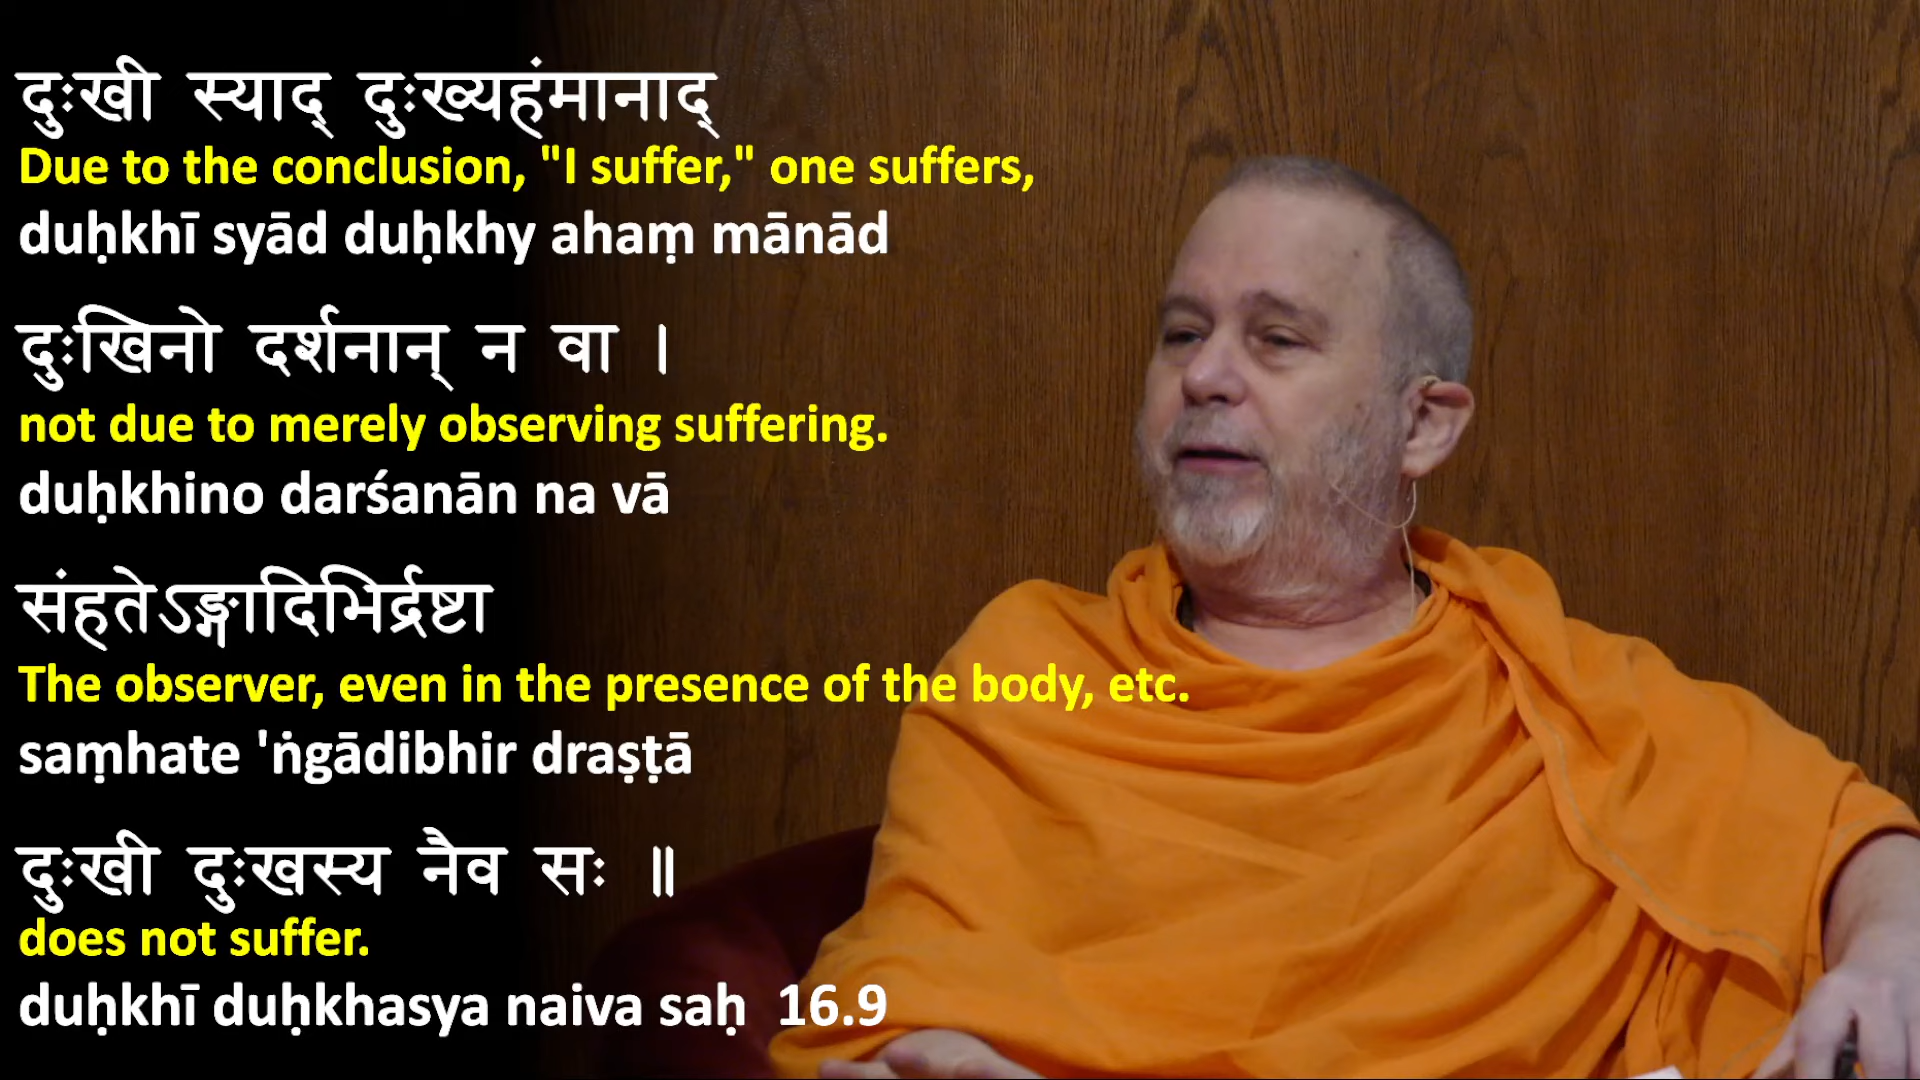 दुःखी स्याद् दुःख्यहंमानाद्
Due to the conclusion, "I suffer," one suffers,
duḥkhī syād duḥkhy ahaṃ mānād
दुःखिनो दर्शनान् न वा ।
not due to merely observing suffering.
duḥkhino darśanān na vā
संहतेऽङ्गादिभिर्द्रष्टा
The observer, even in the presence of the body, etc.
saṃhate 'ṅgādibhir draṣṭā
दुःखी दुःखस्य नैव सः ॥
does not suffer.
duḥkhī duḥkhasya naiva saḥ 16.9